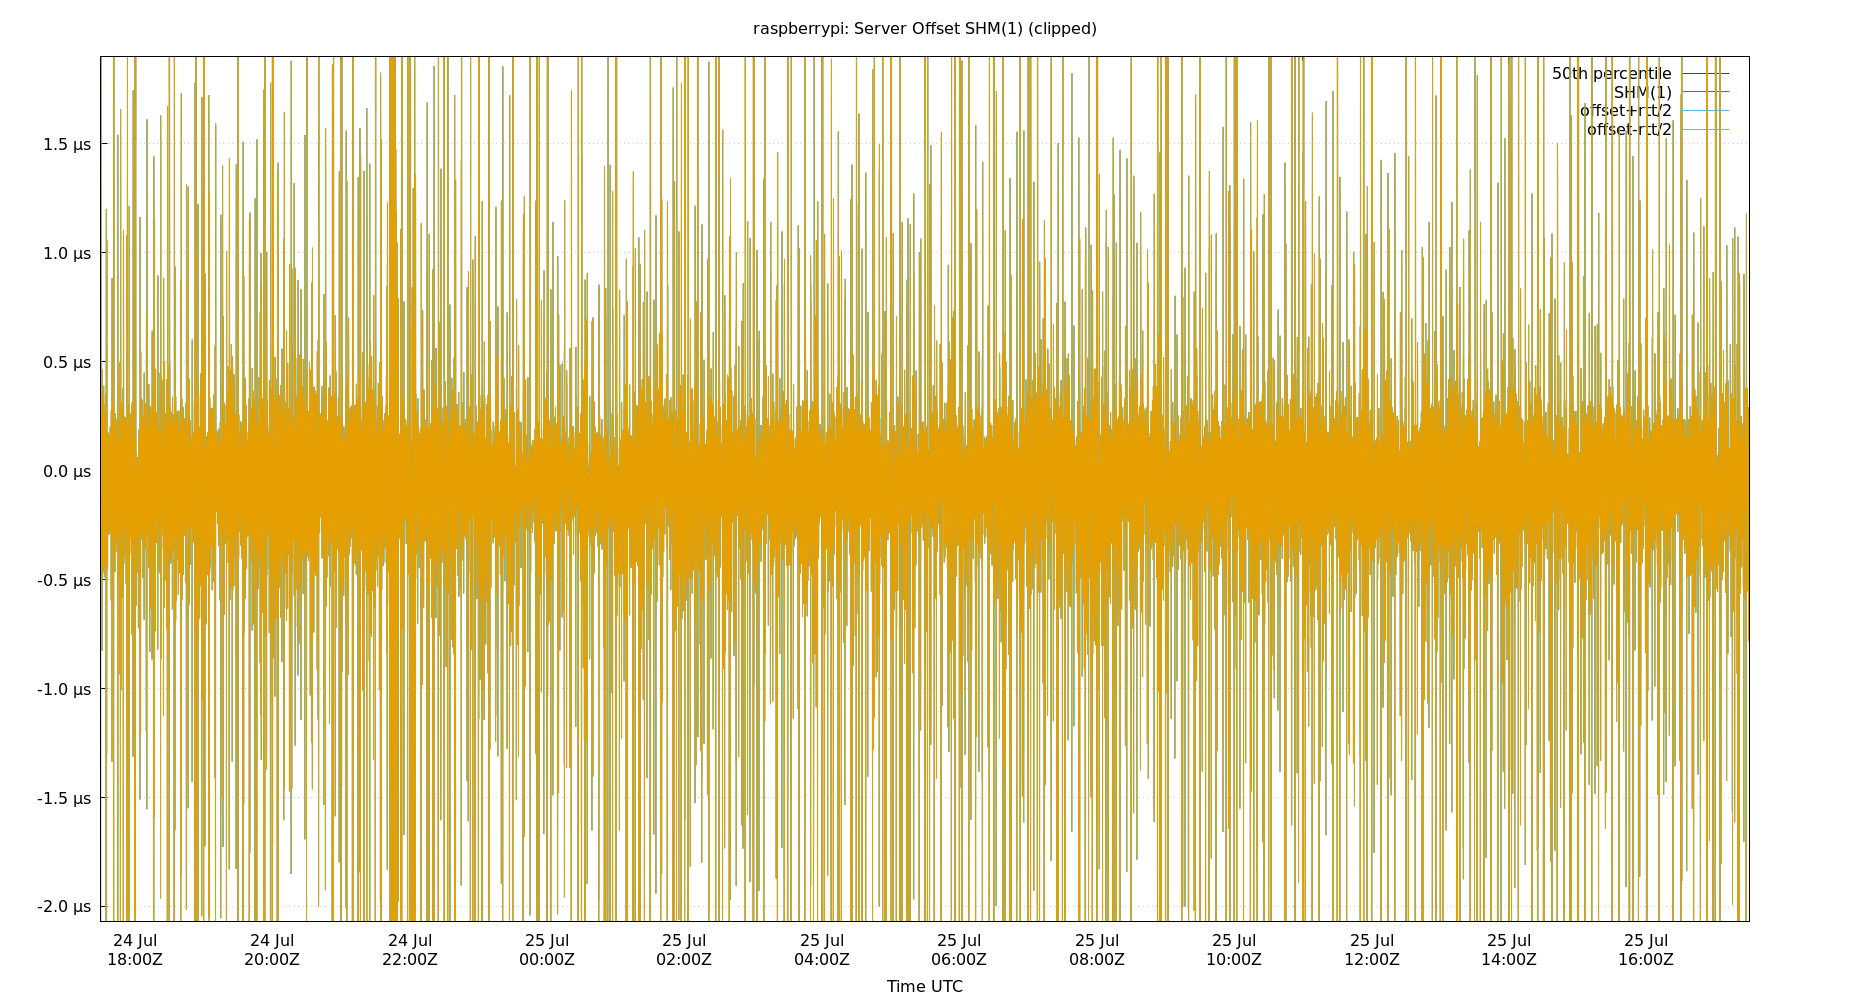 raspberrypi: Server Offset SHM(1) (clipped)
50th percentile
SHM(1)
offset+rtt/2
offset-rtt/2
1.5 µs
1.0 µs
0.5 µs
0.0 µs
-0.5 µs
-1.0 µs
-1.5 µs
-2.0 µs
24 Jul 24 Jul 24 Jul 25 Jul 25 Jul 25 Jul 25 Jul 25 Jul 25 Jul 25 Jul 25 Jul 25 Jul
18:00Z 20:00Z 22:00Z 00:00Z 02:00Z 04:00Z 06:00Z 08:00Z 10:00Z 12:00Z 14:00Z 16:00Z
Time UTC